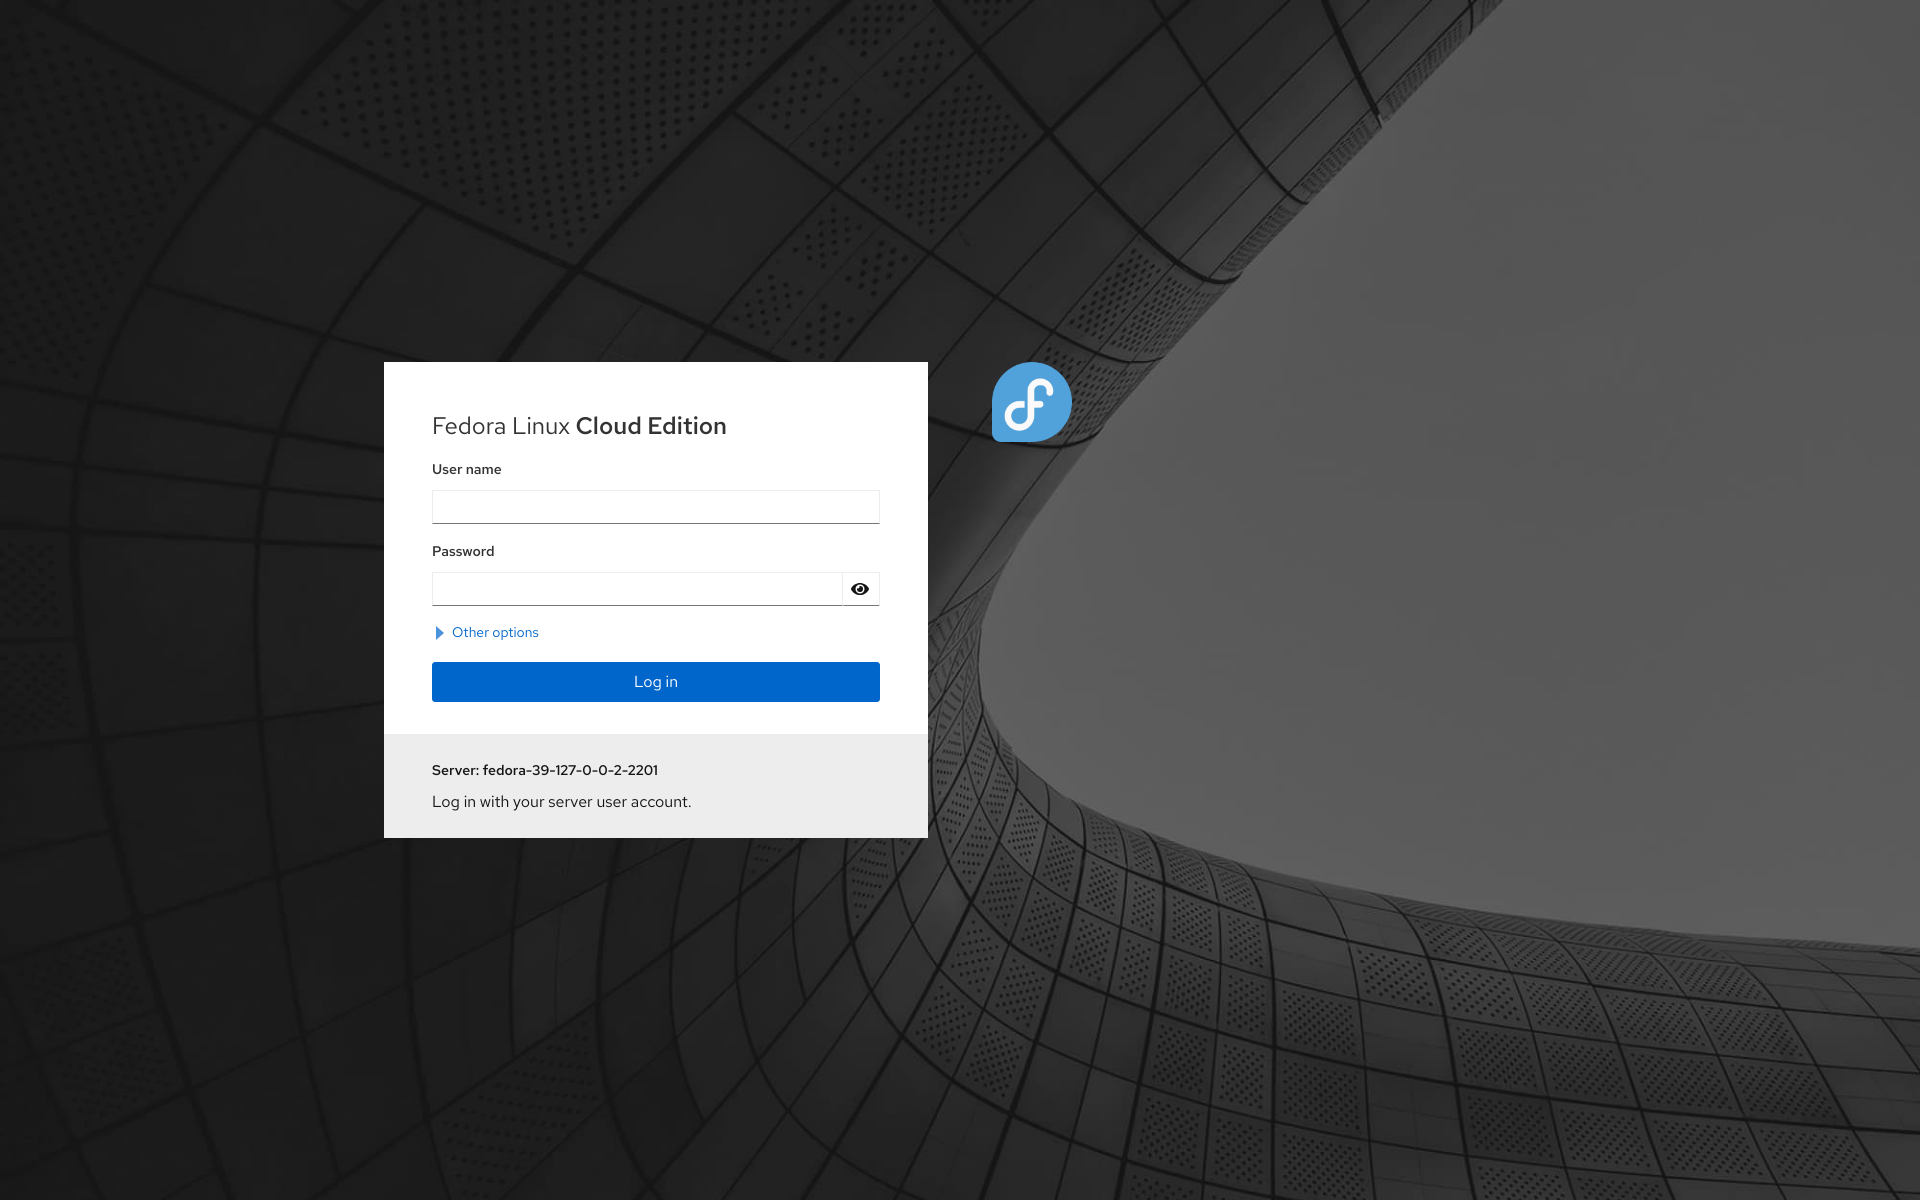 Fedora Linux Cloud Edition
User name
Password
Other options
Log in
Server: fedora-39-127-0-0-2-2201
Log in with your server user account.